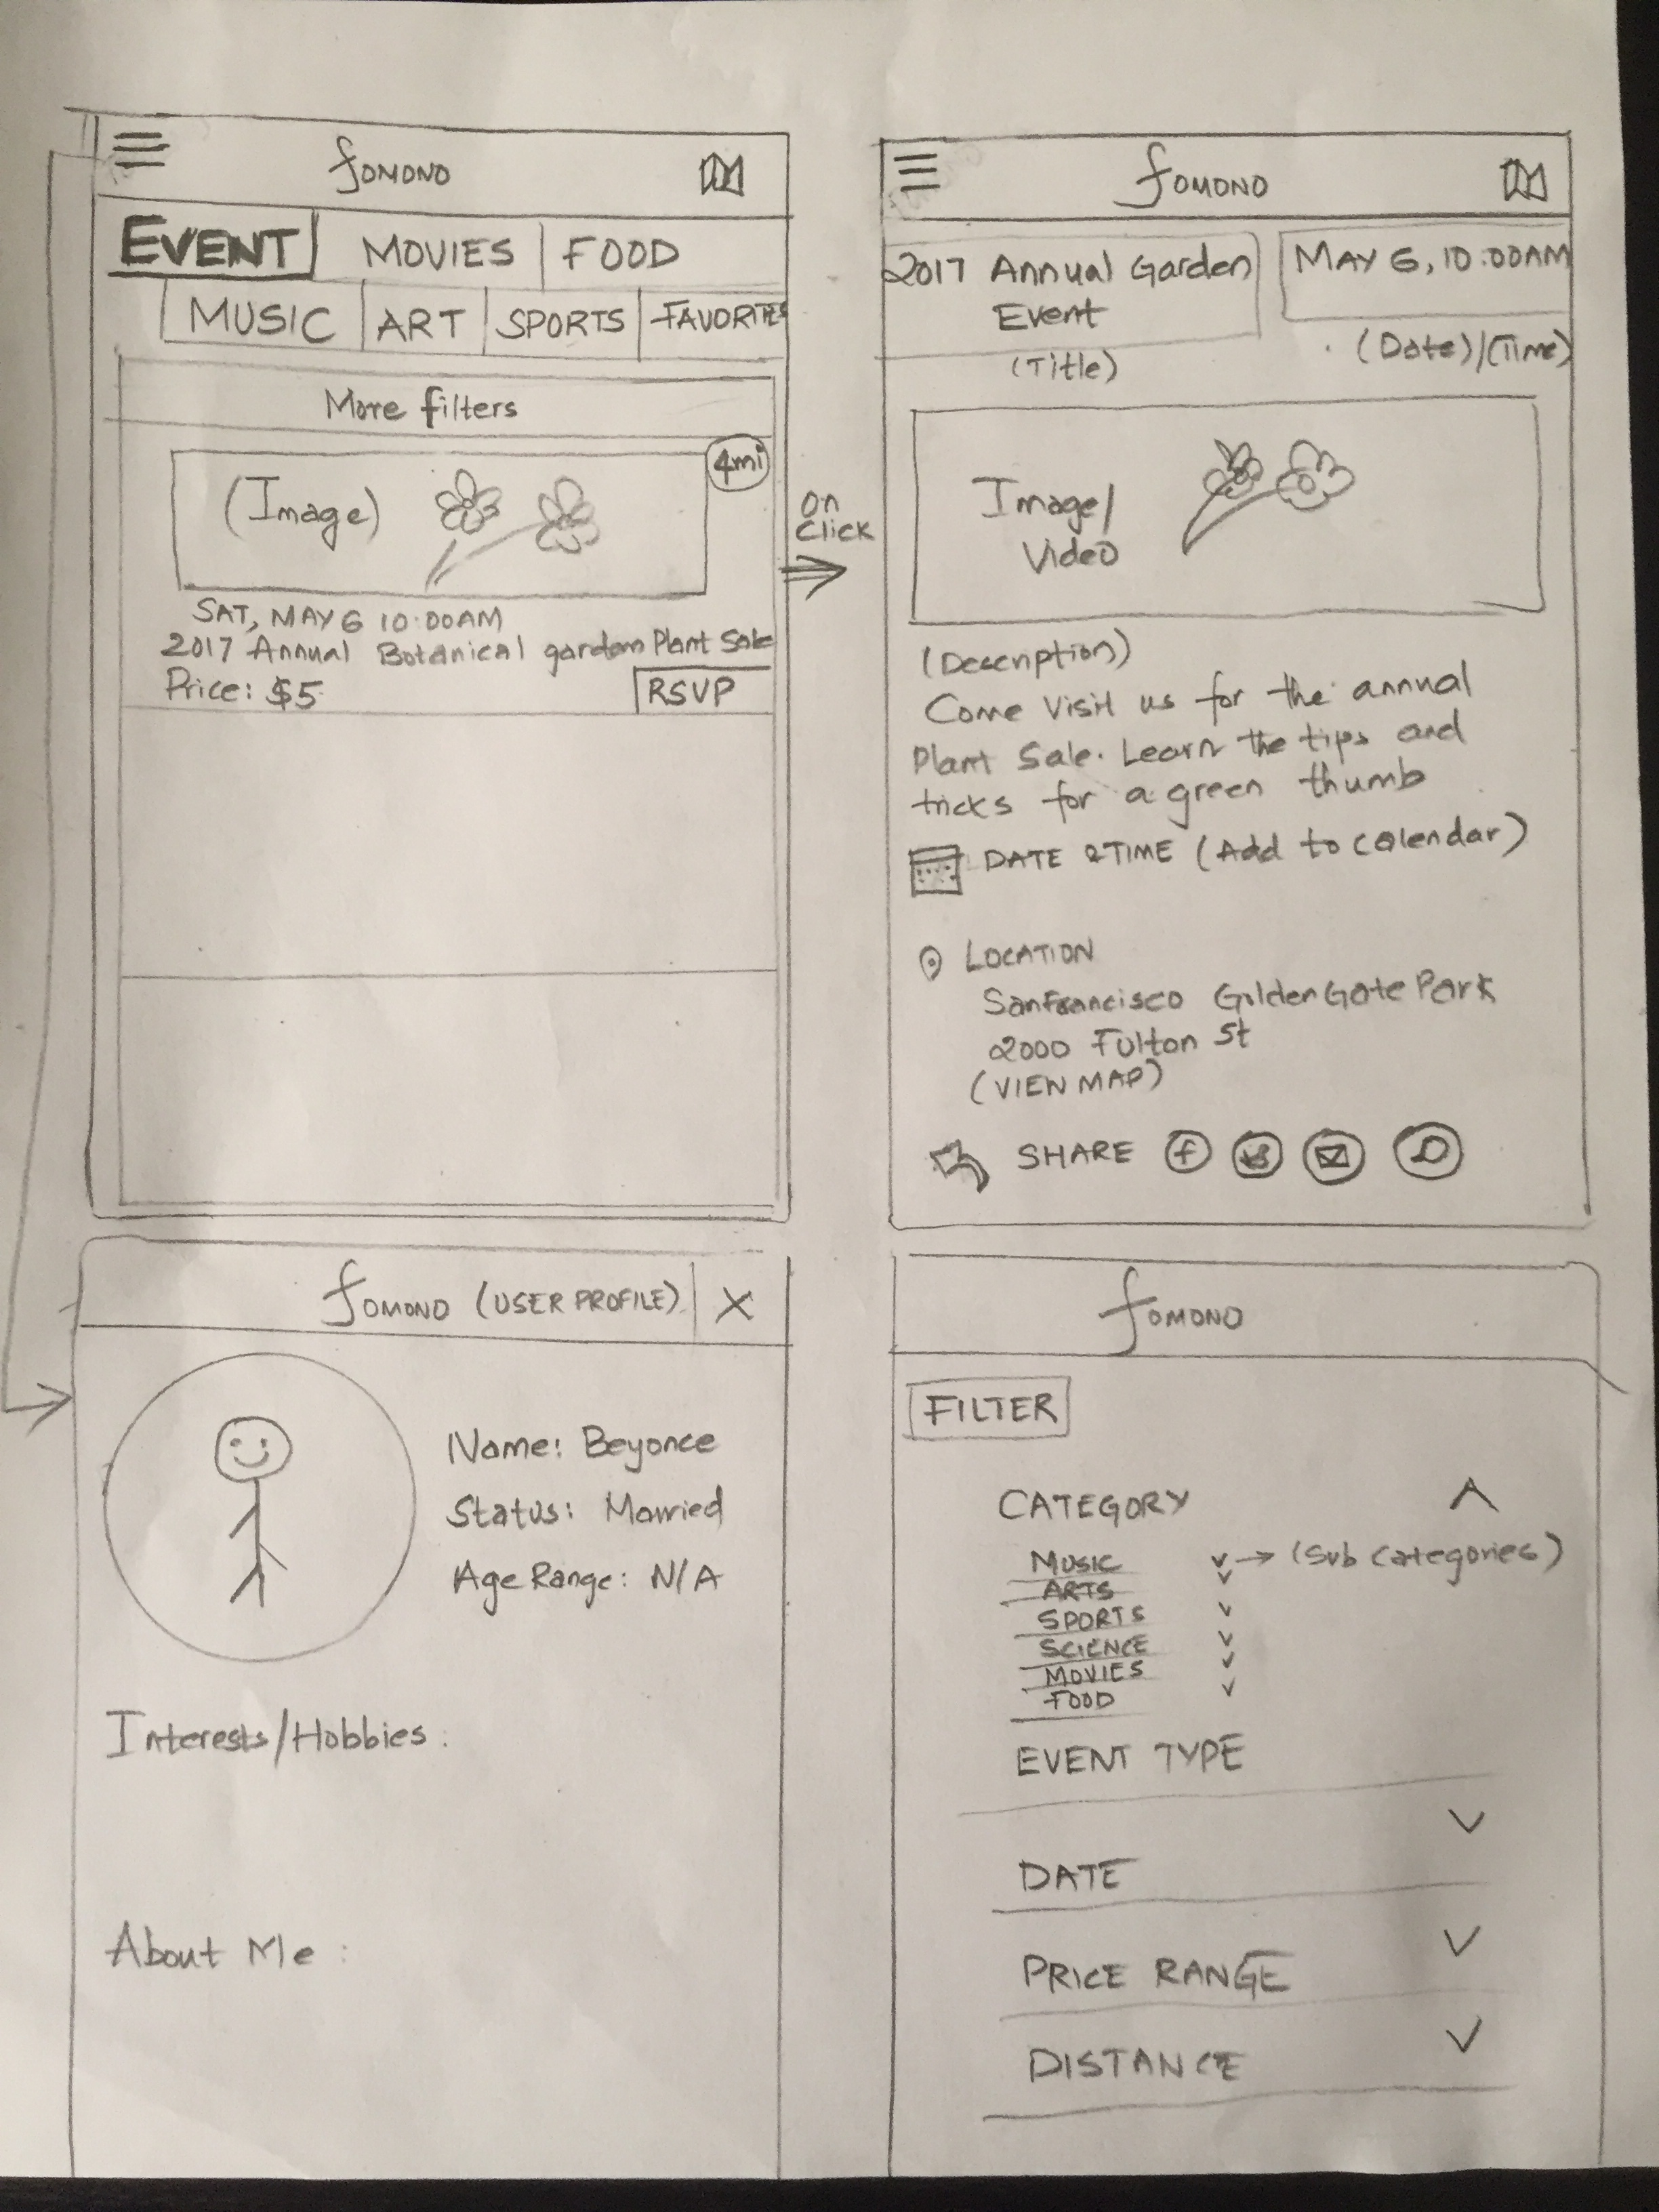 fomono
EVENT MOVIES FOOD
MUSIC ART SPORTS FAVORITES
More filters
(Image)
4mi
SAT, MAY 6 10:00AM
2017 Annual Botanical garden Plant Sale
Price: $5
RSVP
On
Click
fomono
2017 Annual Garden
Event
(Title)
MAY 6, 10:00AM
(Date)/(Time)
Image/
Video
(Description)
Come Visit us for the annual
Plant Sale. Learn the tips and
tricks for a green thumb
DATE & TIME (Add to calendar)
LOCATION
SanFrancisco GoldenGate Park
2000 Fulton St
(VIEW MAP)
SHARE f
fomono (USER PROFILE) X
Name: Beyonce
Status: Married
Age Range: N/A
Interests/Hobbies:
About Me:
fomono
FILTER
CATEGORY
MUSIC → (Sub categories)
ARTS
SPORTS
SCIENCE
MOVIES
FOOD
EVENT TYPE
DATE
PRICE RANGE
DISTANCE